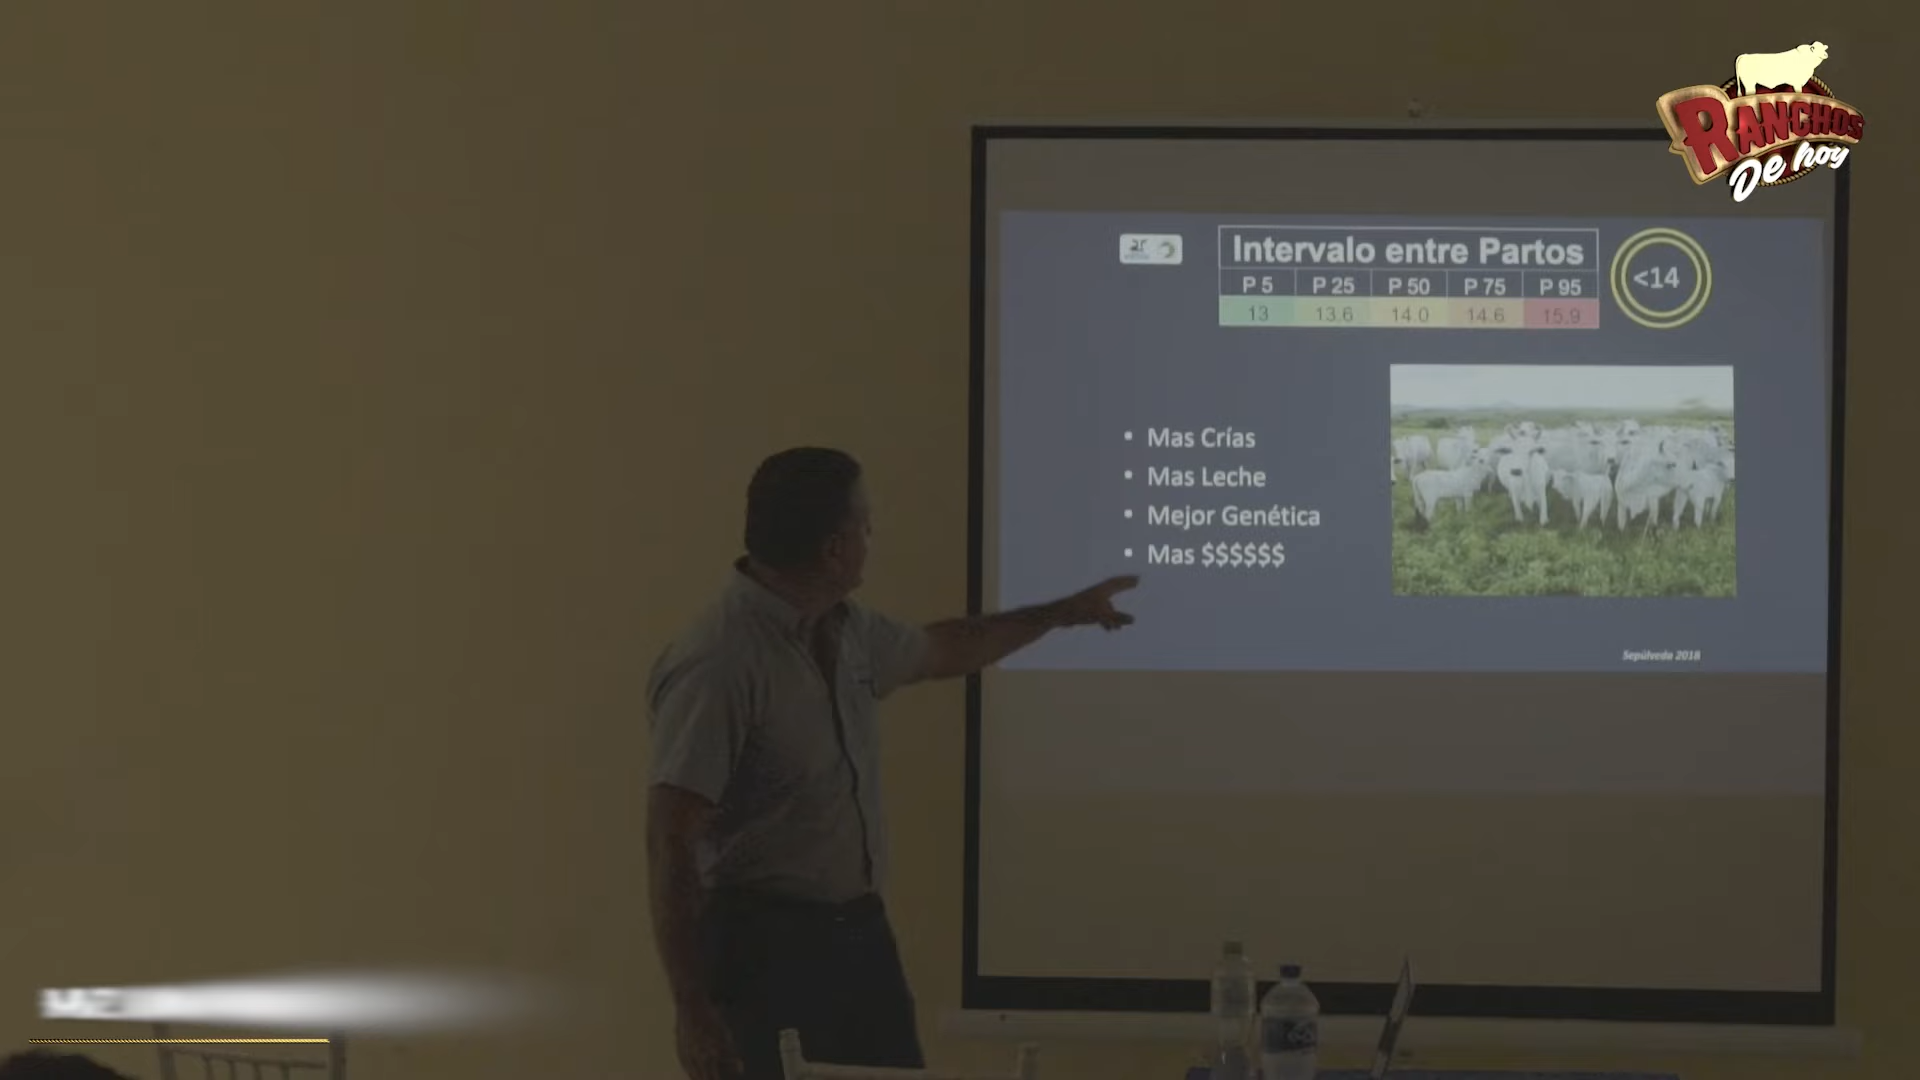 RANCHOS
De hoy
Intervalo entre Partos
P 5 P 25 P 50 P 75 P 95
13 13.6 14.0 14.6 15.9
<14
• Mas Crías
• Mas Leche
• Mejor Genética
• Mas $$$$$$
Sepúlveda 2018